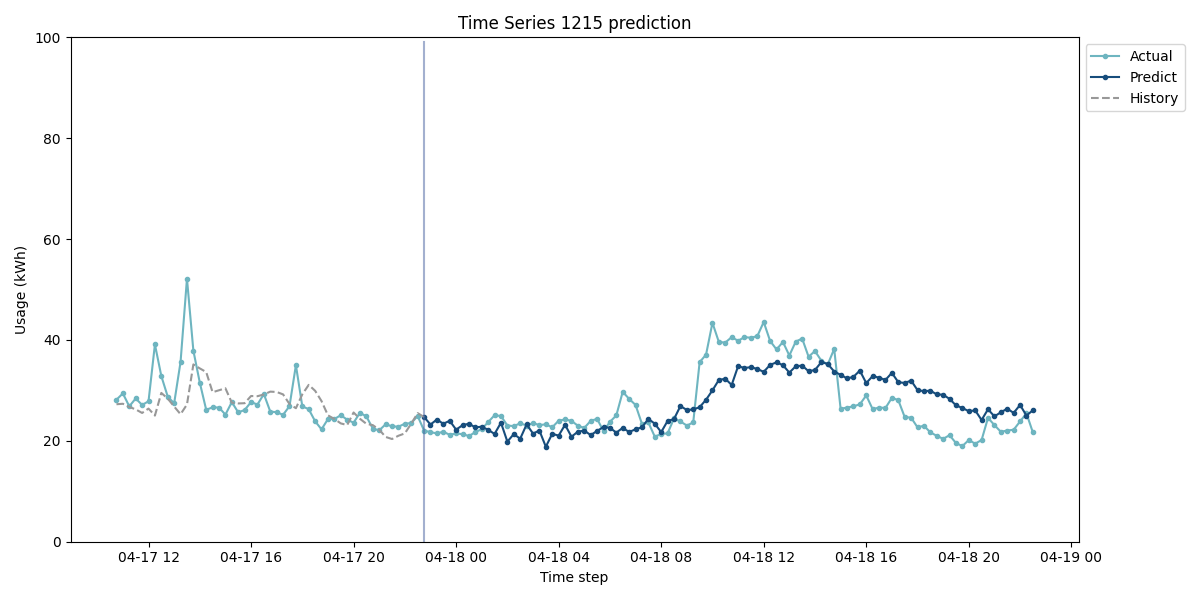 Time Series 1215 prediction
Usage (kWh)
100
80
60
40
20
0
04-17 12
04-17 16
04-17 20
04-18 00
04-18 04
04-18 08
04-18 12
04-18 16
04-18 20
04-19 00
Time step
Actual
Predict
History